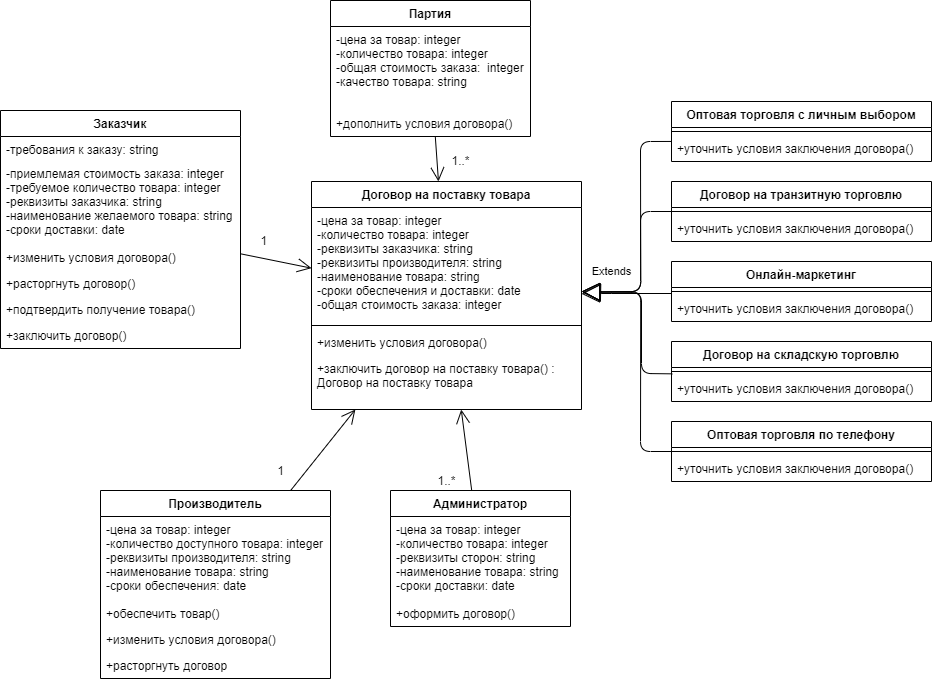 Партия
-цена за товар: integer
-количество товара: integer
-общая стоимость заказа:  integer
-качество товара: string
+дополнить условия договора()
1..*
Заказчик
-требования к заказу: string
-приемлемая стоимость заказа: integer
-требуемое количество товара: integer
-реквизиты заказчика: string
-наименование желаемого товара: string
-сроки доставки: date
+изменить условия договора()
+расторгнуть договор()
+подтвердить получение товара()
+заключить договор()
1
Договор на поставку товара
-цена за товар: integer
-количество товара: integer
-реквизиты заказчика: string
-реквизиты производителя: string
-наименование товара: string
-сроки обеспечения и доставки: date
-общая стоимость заказа: integer
+изменить условия договора()
+заключить договор на поставку товара() :
Договор на поставку товара
Extends
Оптовая торговля с личным выбором
+уточнить условия заключения договора()
Договор на транзитную торговлю
+уточнить условия заключения договора()
Онлайн-маркетинг
+уточнить условия заключения договора()
Договор на складскую торговлю
+уточнить условия заключения договора()
Оптовая торговля по телефону
+уточнить условия заключения договора()
1
Производитель
-цена за товар: integer
-количество доступного товара: integer
-реквизиты производителя: string
-наименование товара: string
-сроки обеспечения: date
+обеспечить товар()
+изменить условия договора()
+расторгнуть договор
1..*
Администратор
-цена за товар: integer
-количество товара: integer
-реквизиты сторон: string
-наименование товара: string
-сроки доставки: date
+оформить договор()